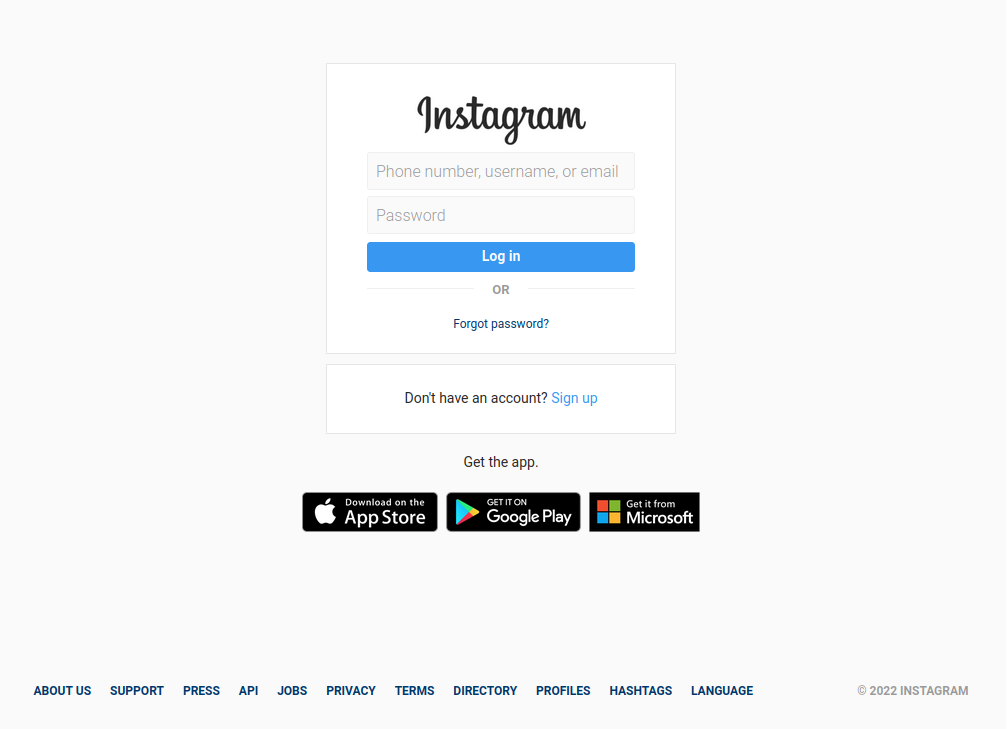 Instagram
Phone number, username, or email
Password
Log in
OR
Forgot password?
Don't have an account? Sign up
Get the app.
Download on the App Store
GET IT ON Google Play
Get it from Microsoft
ABOUT US SUPPORT PRESS API JOBS PRIVACY TERMS DIRECTORY PROFILES HASHTAGS LANGUAGE © 2022 INSTAGRAM